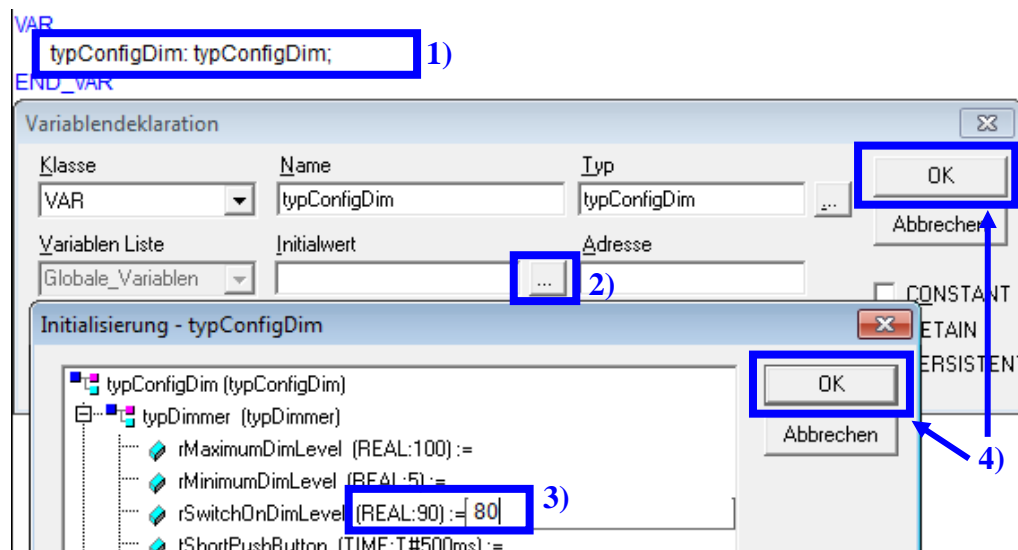 VAR
typConfigDim: typConfigDim; 1)
END_VAR
Variablendeklaration
Klasse Name Typ
VAR typConfigDim typConfigDim ... OK
Variablen Liste Initialwert Adresse Abbrechen
Globale_Variablen ... 2)
CONSTANT
Initialisierung - typConfigDim ETAIN
ERSISTEN
typConfigDim (typConfigDim) OK
typDimmer (typDimmer)
rMaximumDimLevel (REAL:100) := Abbrechen
rMinimumDimLevel (REAL:5) := 4)
rSwitchOnDimLevel (REAL:90) := 80 3)
tShortPushButton (TIME:T#500ms) :=